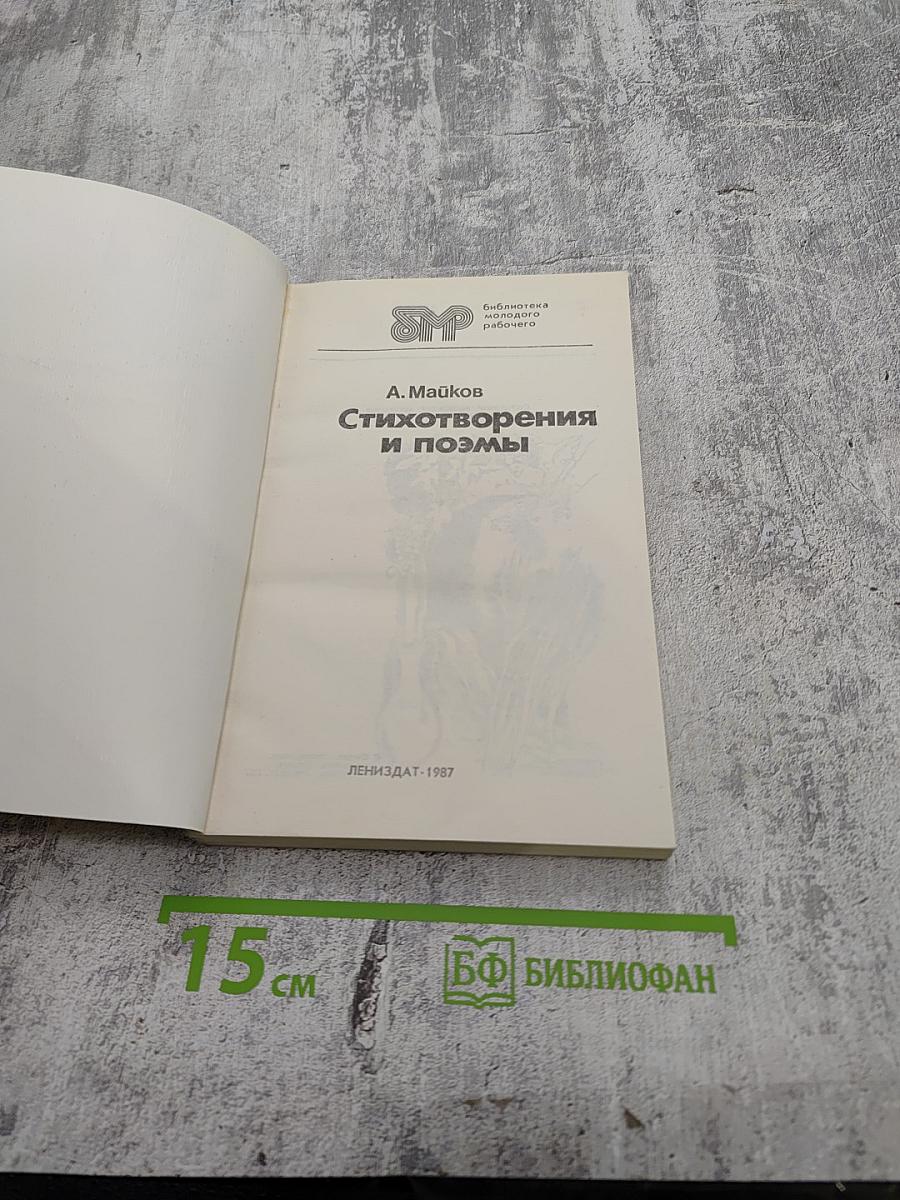 БМР
библиотека
молодого
рабочего
А. Майков
Стихотворения
и поэмы
ЛЕНИЗДАТ·1987
15 см
БФ БИБЛИОФАН